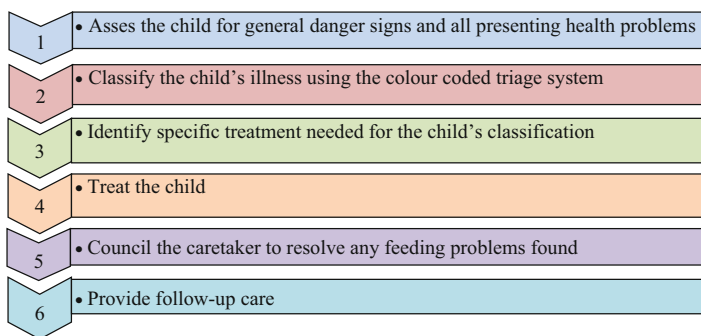 1 • Asses the child for general danger signs and all presenting health problems
2 • Classify the child’s illness using the colour coded triage system
3 • Identify specific treatment needed for the child’s classification
4 • Treat the child
5 • Council the caretaker to resolve any feeding problems found
6 • Provide follow-up care